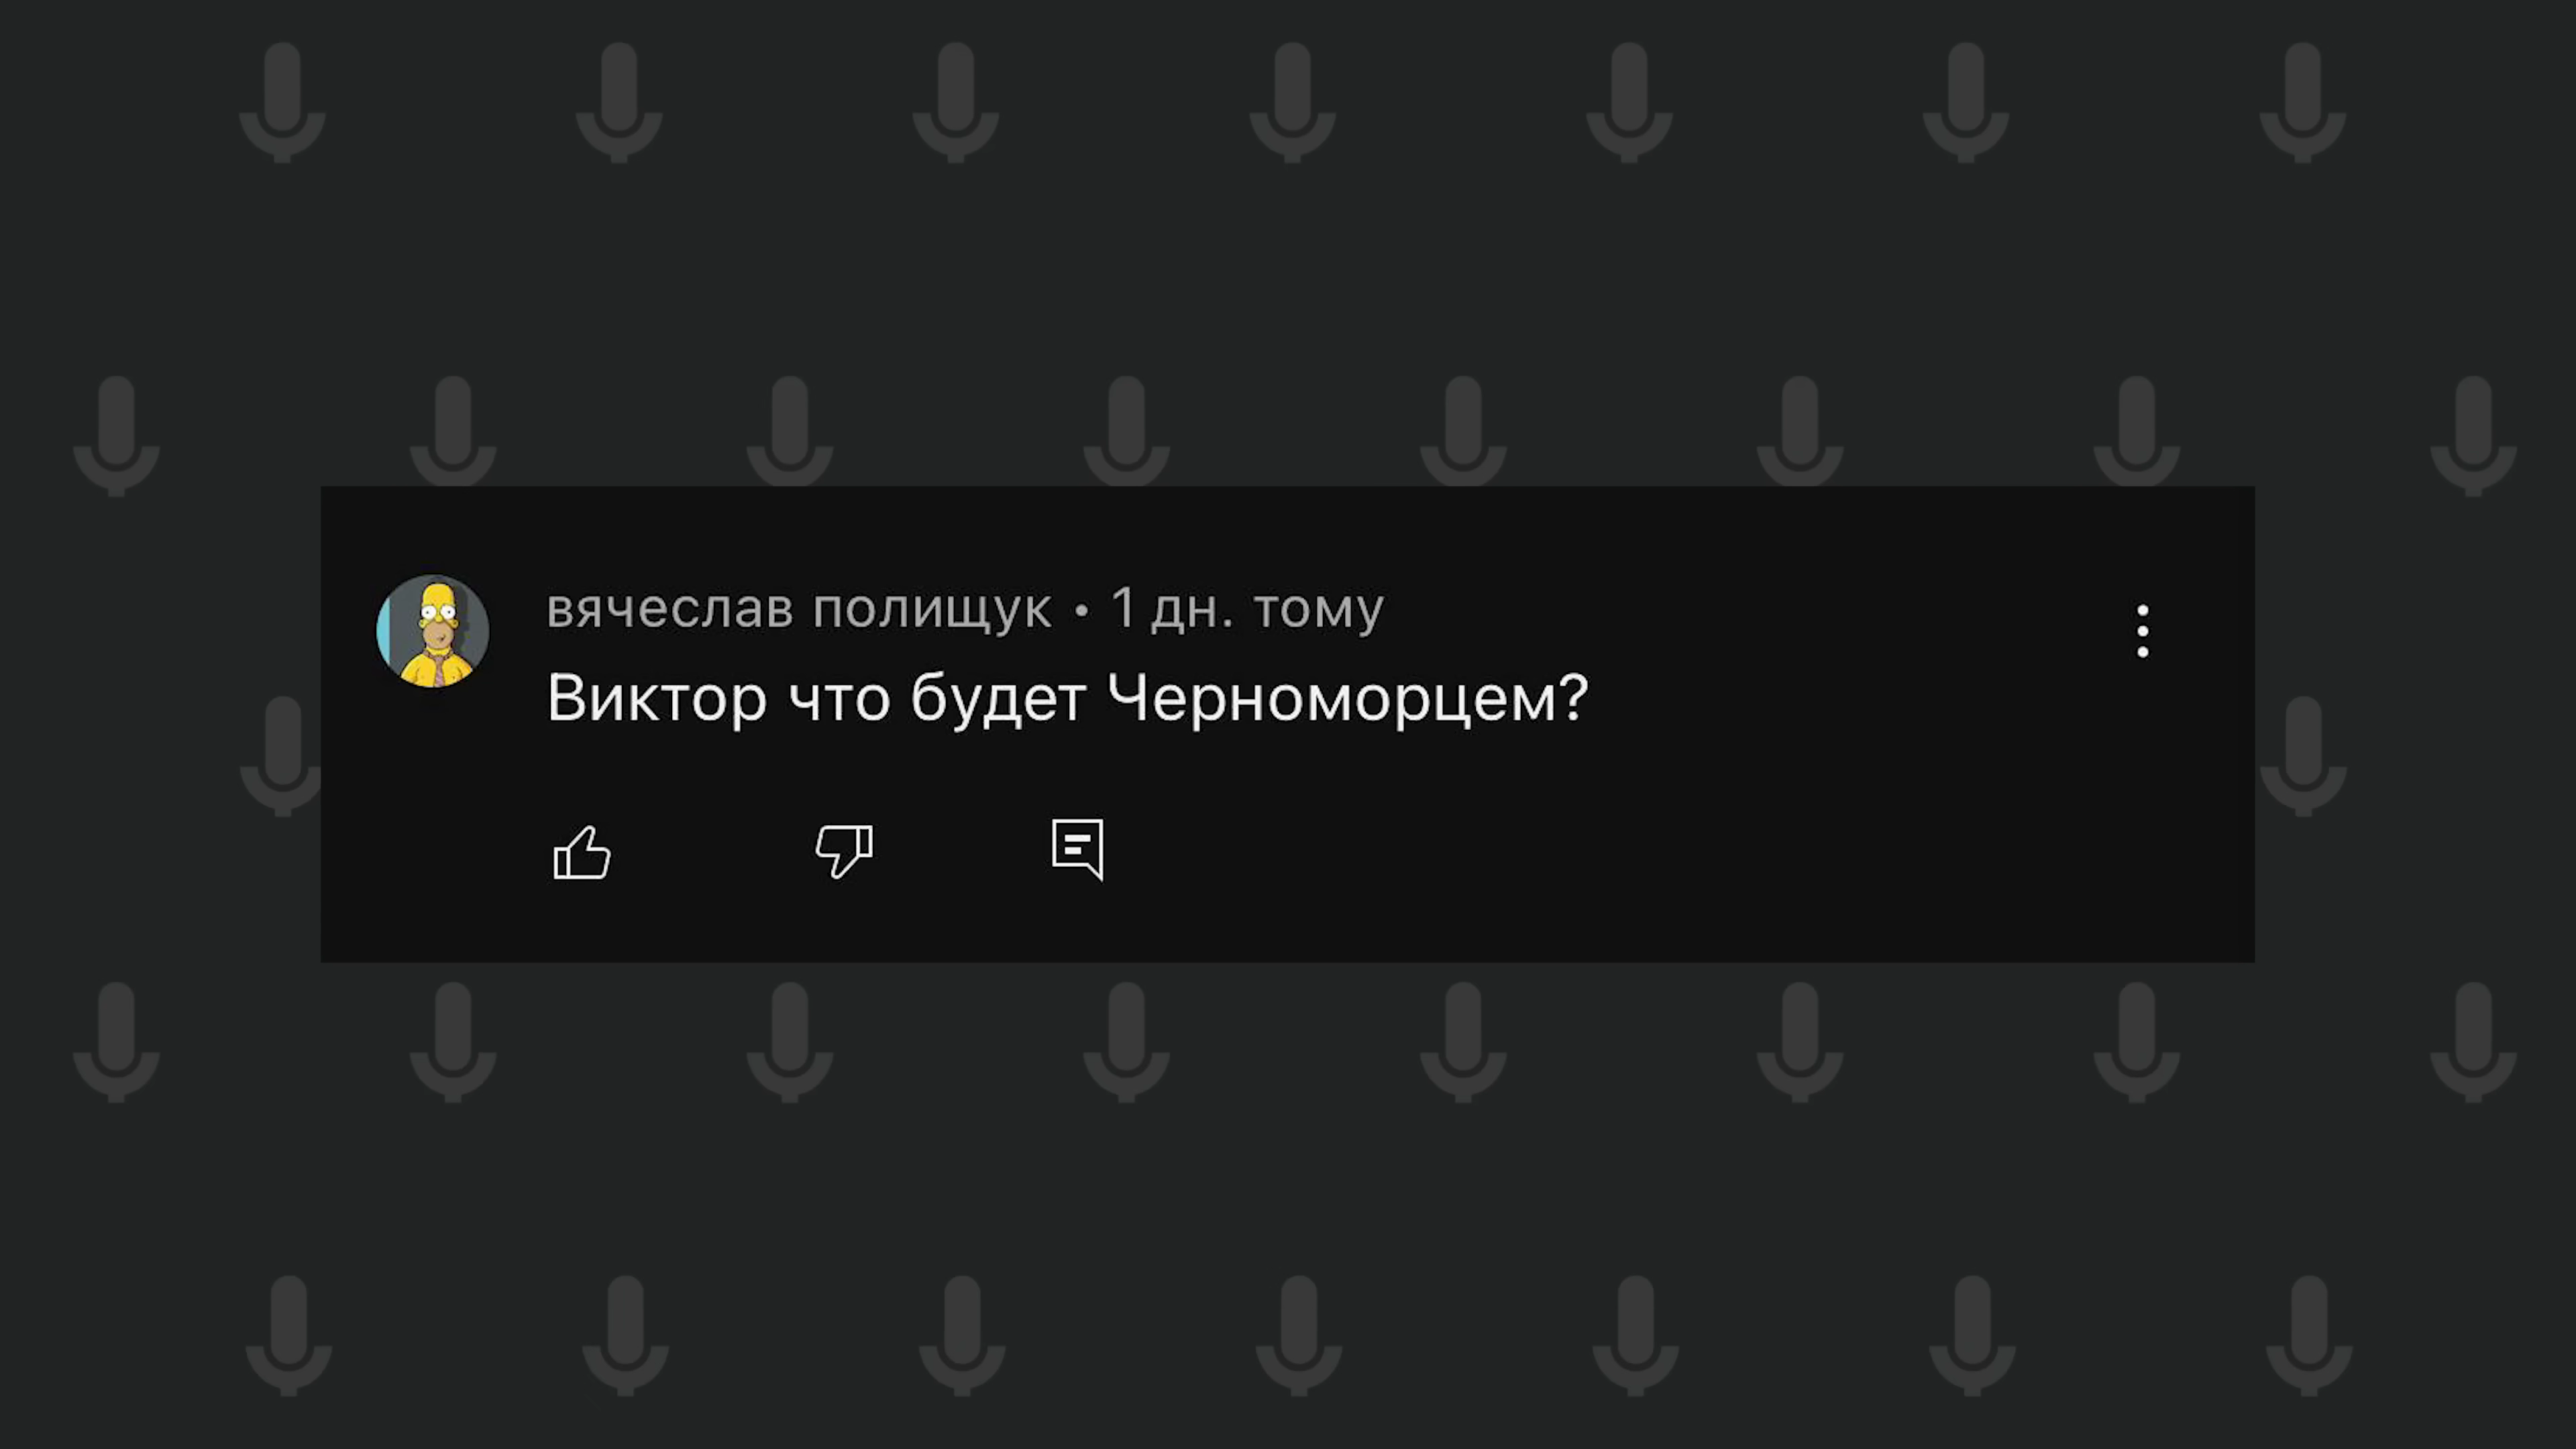 вячеслав полищук • 1 дн. тому
Виктор что будет Черноморцем?